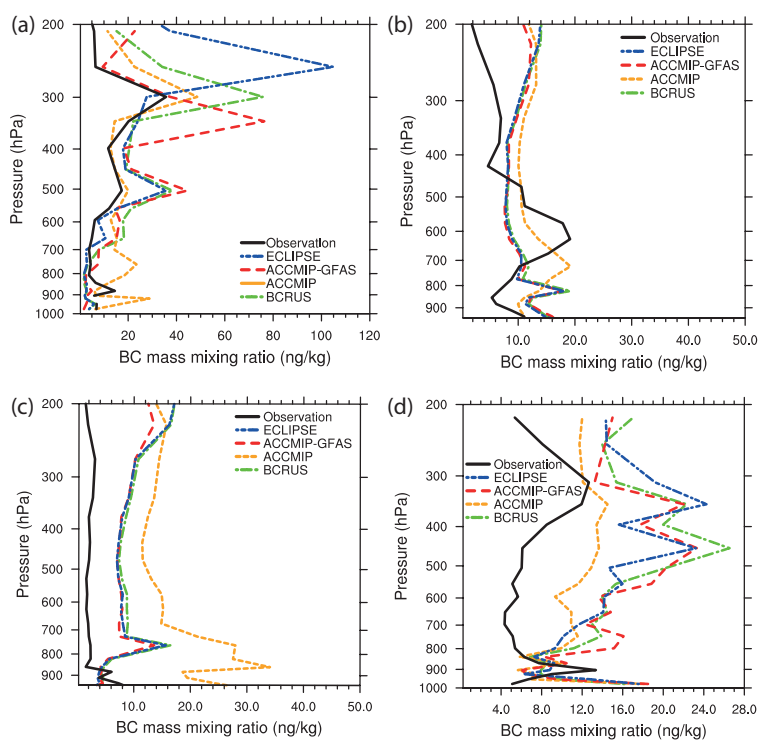 (a)
200
300
400
500
600
700
800
900
1000
Pressure (hPa)
Observation
ECLIPSE
ACCMIP-GFAS
ACCMIP
BCRUS
20 40 60 80 100 120
BC mass mixing ratio (ng/kg)
(b)
200
300
400
500
600
700
800
900
Pressure (hPa)
Observation
ECLIPSE
ACCMIP-GFAS
ACCMIP
BCRUS
10.0 20.0 30.0 40.0 50.0
BC mass mixing ratio (ng/kg)
(c)
200
300
400
500
600
700
800
900
Pressure (hPa)
Observation
ECLIPSE
ACCMIP-GFAS
ACCMIP
BCRUS
10.0 20.0 30.0 40.0 50.0
BC mass mixing ratio (ng/kg)
(d)
200
300
400
500
600
700
800
900
1000
Pressure (hPa)
Observation
ECLIPSE
ACCMIP-GFAS
ACCMIP
BCRUS
4.0 8.0 12.0 16.0 20.0 24.0 28.0
BC mass mixing ratio (ng/kg)